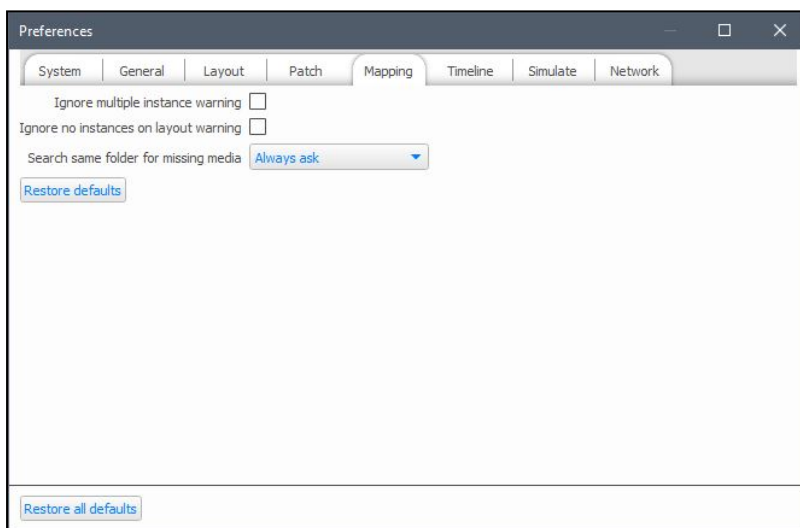 Preferences
System General Layout Patch Mapping Timeline Simulate Network
Ignore multiple instance warning
Ignore no instances on layout warning
Search same folder for missing media Always ask
Restore defaults
Restore all defaults